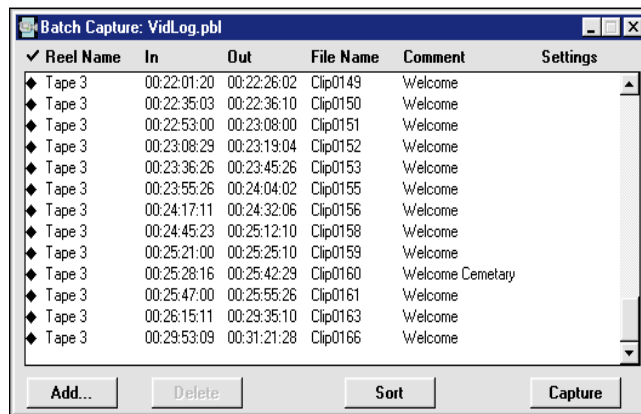 Batch Capture: VidLog.pbl
✓ Reel Name In Out File Name Comment Settings
◆ Tape 3 00:22:01:20 00:22:26:02 Clip0149 Welcome
◆ Tape 3 00:22:35:03 00:22:36:10 Clip0150 Welcome
◆ Tape 3 00:22:53:00 00:23:08:00 Clip0151 Welcome
◆ Tape 3 00:23:08:29 00:23:19:04 Clip0152 Welcome
◆ Tape 3 00:23:36:26 00:23:45:26 Clip0153 Welcome
◆ Tape 3 00:23:55:26 00:24:04:02 Clip0155 Welcome
◆ Tape 3 00:24:17:11 00:24:32:06 Clip0156 Welcome
◆ Tape 3 00:24:45:23 00:25:12:10 Clip0158 Welcome
◆ Tape 3 00:25:21:00 00:25:25:10 Clip0159 Welcome
◆ Tape 3 00:25:28:16 00:25:42:29 Clip0160 Welcome Cemetary
◆ Tape 3 00:25:47:00 00:25:55:26 Clip0161 Welcome
◆ Tape 3 00:26:15:11 00:29:35:10 Clip0163 Welcome
◆ Tape 3 00:29:53:09 00:31:21:28 Clip0166 Welcome
Add... Delete Sort Capture